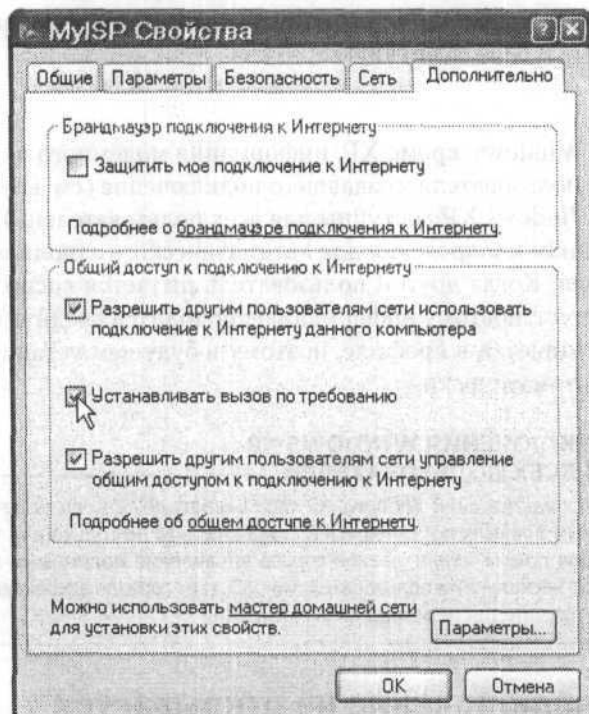 MyISP Свойства
Общие Параметры Безопасность Сеть Дополнительно
Брандмауэр подключения к Интернету
Защитить мое подключение к Интернету
Подробнее о брандмауэре подключения к Интернету.
Общий доступ к подключению к Интернету
Разрешить другим пользователям сети использовать
подключение к Интернету данного компьютера
Устанавливать вызов по требованию
Разрешить другим пользователям сети управление
общим доступом к подключению к Интернету
Подробнее об общем доступе к Интернету.
Можно использовать мастер домашней сети
для установки этих свойств.
Параметры...
OK Отмена